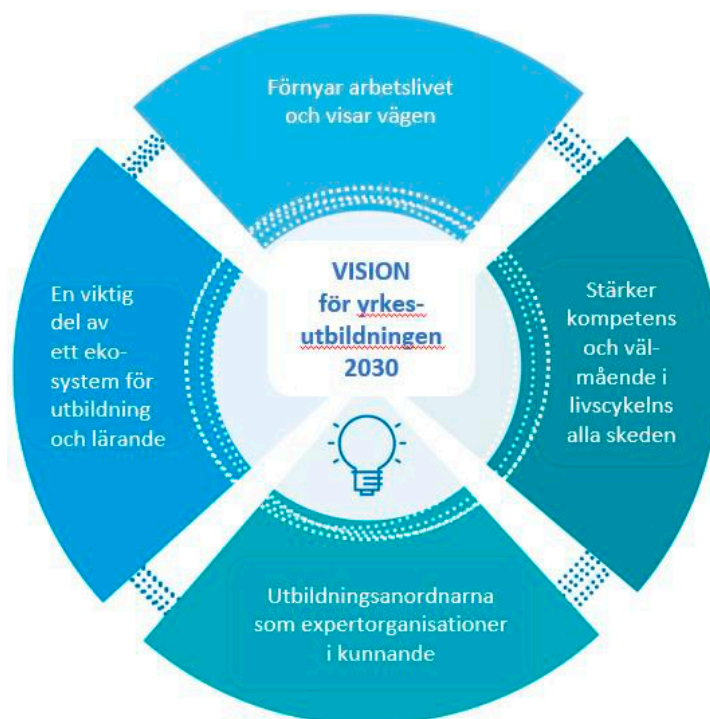 Förnyar arbetslivet
och visar vägen
VISION
för yrkes-
utbildningen
2030
Stärker
kompetens
och väl-
mående i
livscykelns
alla skeden
Utbildningsanordnarna
som expertorganisationer
i kunnande
En viktig
del av
ett eko-
system för
utbildning
och lärande